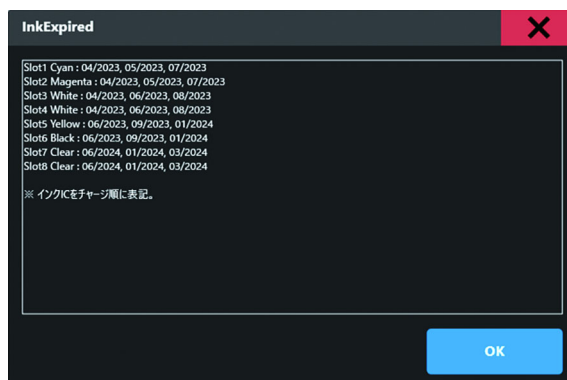 InkExpired
Slot1 Cyan : 04/2023, 05/2023, 07/2023
Slot2 Magenta : 04/2023, 05/2023, 07/2023
Slot3 White : 04/2023, 06/2023, 08/2023
Slot4 White : 04/2023, 06/2023, 08/2023
Slot5 Yellow : 06/2023, 09/2023, 01/2024
Slot6 Black : 06/2023, 09/2023, 01/2024
Slot7 Clear : 06/2024, 01/2024, 03/2024
Slot8 Clear : 06/2024, 01/2024, 03/2024
※ インクICをチャージ順に表記。
OK